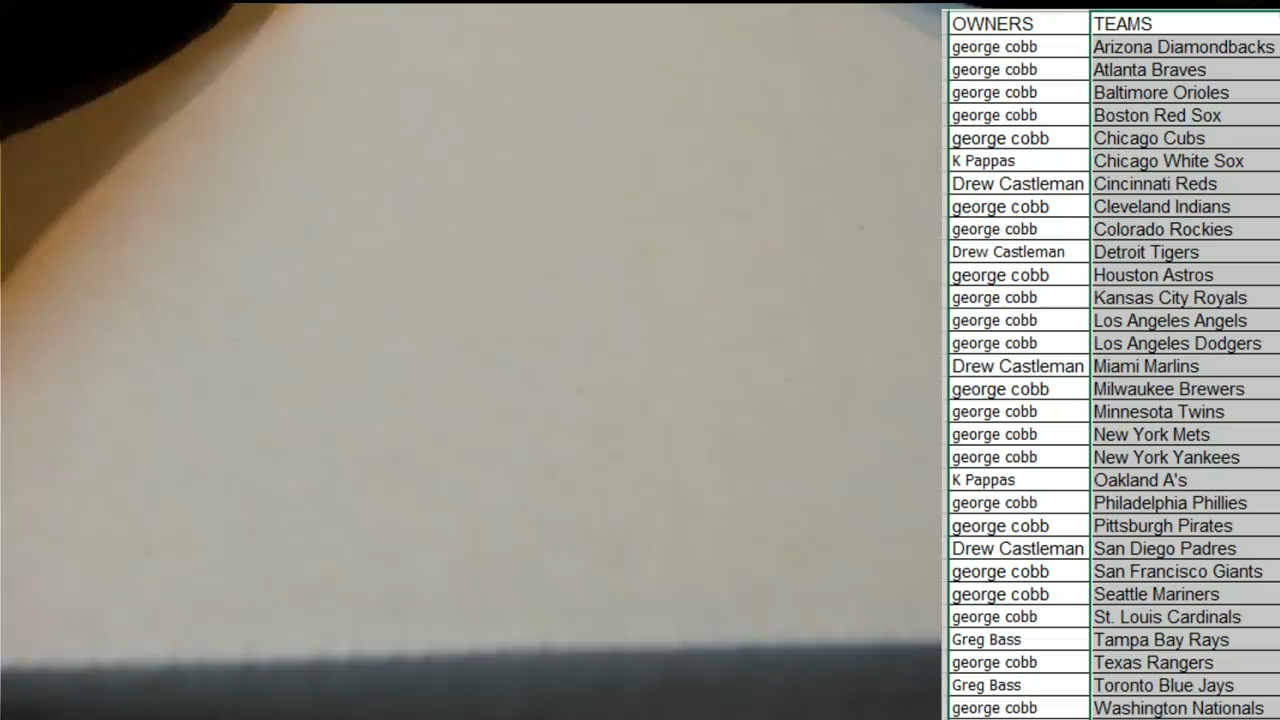 OWNERS TEAMS
george cobb Arizona Diamondbacks
george cobb Atlanta Braves
george cobb Baltimore Orioles
george cobb Boston Red Sox
george cobb Chicago Cubs
K Pappas Chicago White Sox
Drew Castleman Cincinnati Reds
george cobb Cleveland Indians
george cobb Colorado Rockies
Drew Castleman Detroit Tigers
george cobb Houston Astros
george cobb Kansas City Royals
george cobb Los Angeles Angels
george cobb Los Angeles Dodgers
Drew Castleman Miami Marlins
george cobb Milwaukee Brewers
george cobb Minnesota Twins
george cobb New York Mets
george cobb New York Yankees
K Pappas Oakland A's
george cobb Philadelphia Phillies
george cobb Pittsburgh Pirates
Drew Castleman San Diego Padres
george cobb San Francisco Giants
george cobb Seattle Mariners
george cobb St. Louis Cardinals
Greg Bass Tampa Bay Rays
george cobb Texas Rangers
Greg Bass Toronto Blue Jays
george cobb Washington Nationals